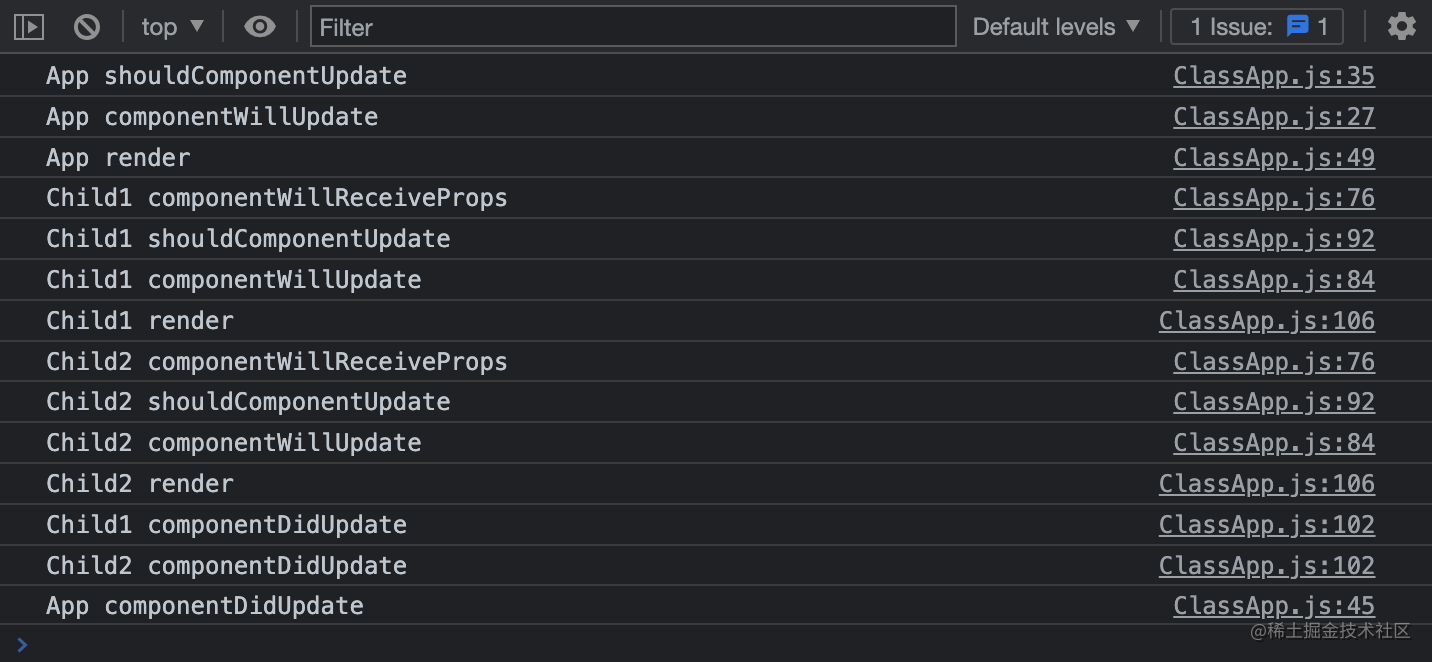 top ▼ Filter Default levels ▼ 1 Issue: 1
App shouldComponentUpdate ClassApp.js:35
App componentWillUpdate ClassApp.js:27
App render ClassApp.js:49
Child1 componentWillReceiveProps ClassApp.js:76
Child1 shouldComponentUpdate ClassApp.js:92
Child1 componentWillUpdate ClassApp.js:84
Child1 render ClassApp.js:106
Child2 componentWillReceiveProps ClassApp.js:76
Child2 shouldComponentUpdate ClassApp.js:92
Child2 componentWillUpdate ClassApp.js:84
Child2 render ClassApp.js:106
Child1 componentDidUpdate ClassApp.js:102
Child2 componentDidUpdate ClassApp.js:102
App componentDidUpdate ClassApp.js:45
@稀土掘金技术社区